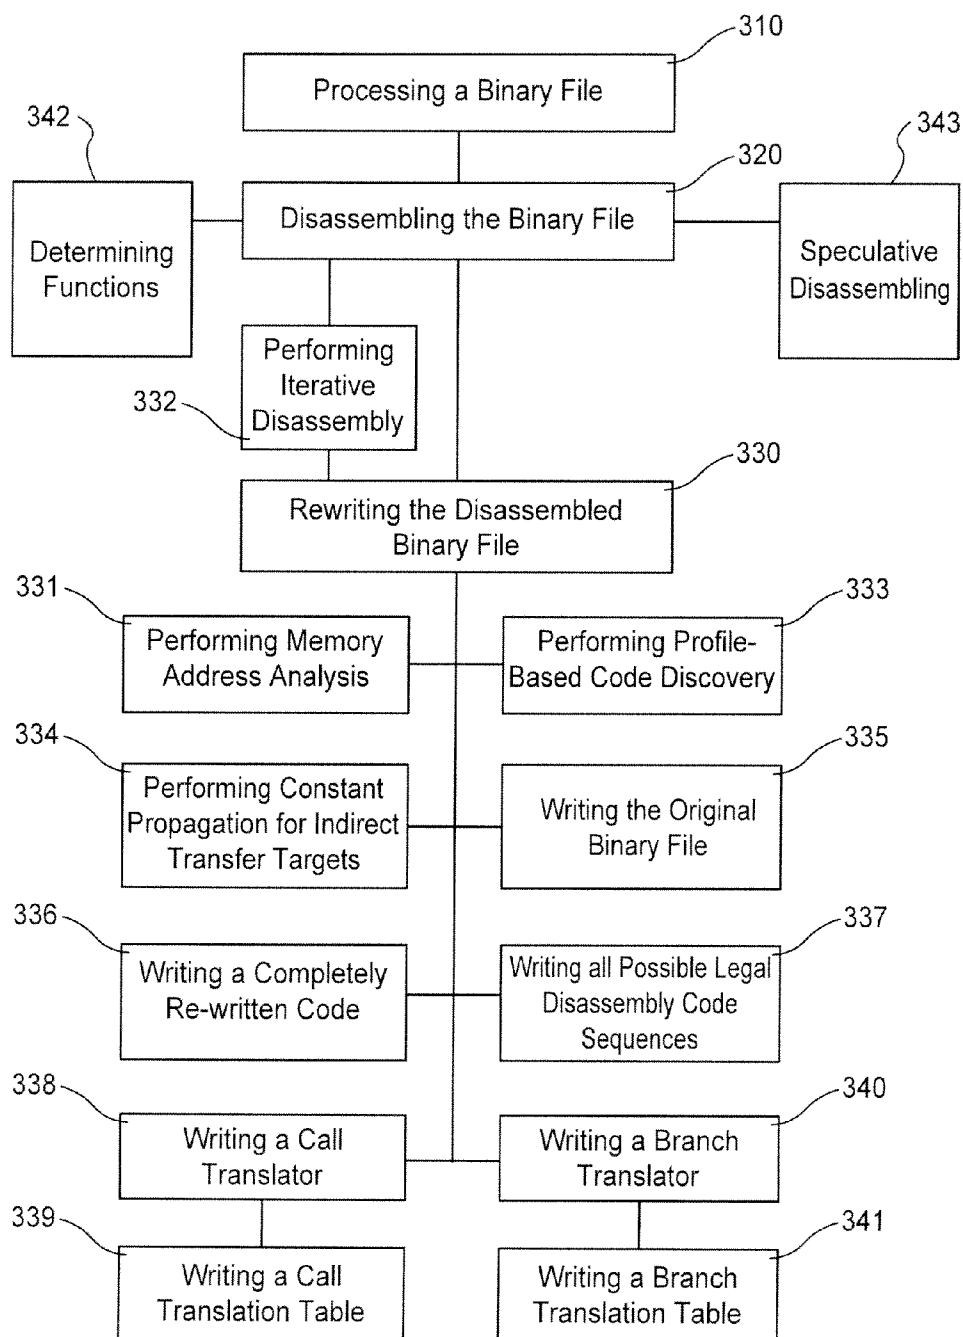 310
Processing a Binary File
342
343
320
Disassembling the Binary File
Determining
Functions
Speculative
Disassembling
Performing
Iterative
Disassembly
332
330
Rewriting the Disassembled
Binary File
331
333
Performing Memory
Address Analysis
Performing Profile-
Based Code Discovery
334
335
Performing Constant
Propagation for Indirect
Transfer Targets
Writing the Original
Binary File
336
337
Writing a Completely
Re-written Code
Writing all Possible Legal
Disassembly Code
Sequences
338
340
Writing a Call
Translator
Writing a Branch
Translator
339
341
Writing a Call
Translation Table
Writing a Branch
Translation Table